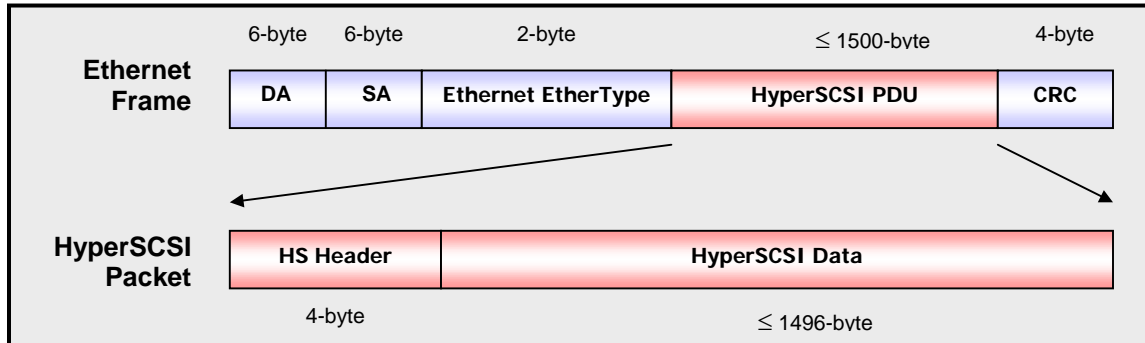 6-byte 6-byte 2-byte ≤ 1500-byte 4-byte
Ethernet
Frame
DA SA Ethernet EtherType HyperSCSI PDU CRC
HyperSCSI
Packet
HS Header HyperSCSI Data
4-byte ≤ 1496-byte